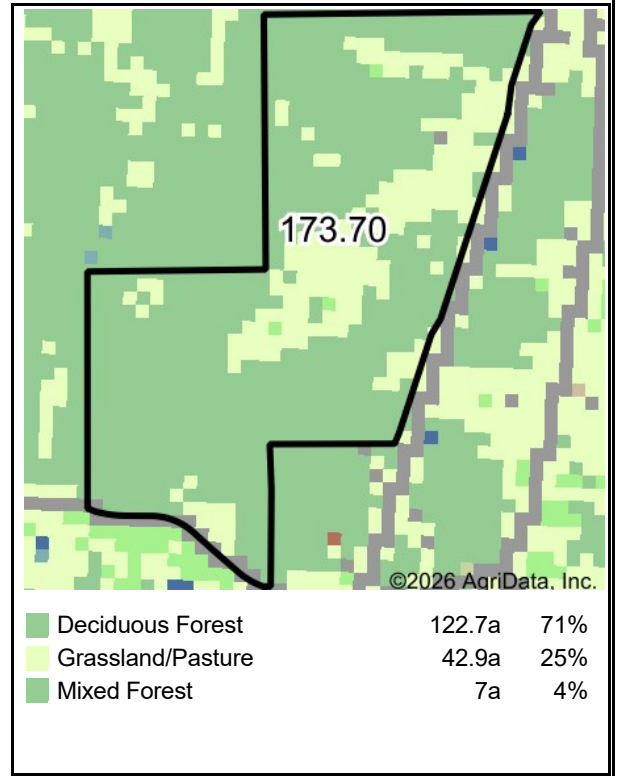 173.70
©2026 AgriData, Inc.
Deciduous Forest 122.7a 71%
Grassland/Pasture 42.9a 25%
Mixed Forest 7a 4%